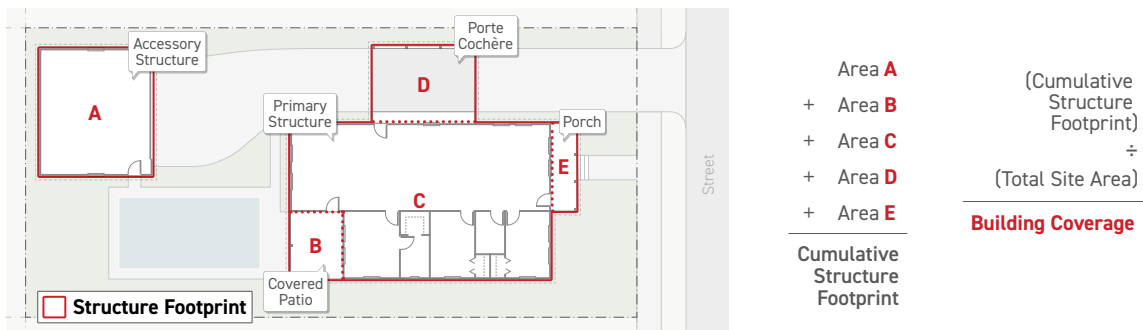 Accessory
Structure
A
Porte
Cochère
D
Primary
Structure
Porch
E
C
B
Covered
Patio
Structure Footprint
Street
Area A
+ Area B
+ Area C
+ Area D
+ Area E
Cumulative
Structure
Footprint
(Cumulative
Structure
Footprint)
÷
(Total Site Area)
Building Coverage